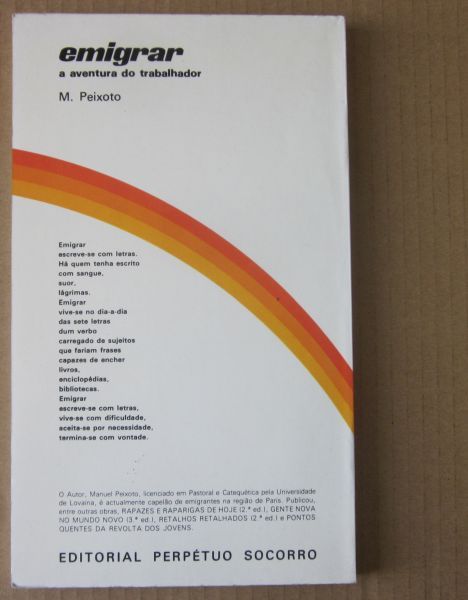 emigrar
a aventura do trabalhador
M. Peixoto
Emigrar
escreve-se com letras.
Há quem tenha escrito
com sangue,
suor,
lágrimas.
Emigrar
vive-se no dia-a-dia
das sete letras
dum verbo
carregado de sujeitos
que fariam frases
capazes de encher
livros,
enciclopédias,
bibliotecas.
Emigrar
escreve-se com letras,
vive-se com dificuldade,
aceita-se por necessidade,
termina-se com vontade.
O Autor, Manuel Peixoto, licenciado em Pastoral e Catequética pela Universidade
de Lovaina, é actualmente capelão de emigrantes na região de Paris. Publicou,
entre outras obras, RAPAZES E RAPARIGAS DE HOJE (2.ª ed.), GENTE NOVA
NO MUNDO NOVO (3.ª ed.), RETALHOS RETALHADOS (2.ª ed.) e PONTOS
QUENTES DA REVOLTA DOS JOVENS.
EDITORIAL PERPÉTUO SOCORRO